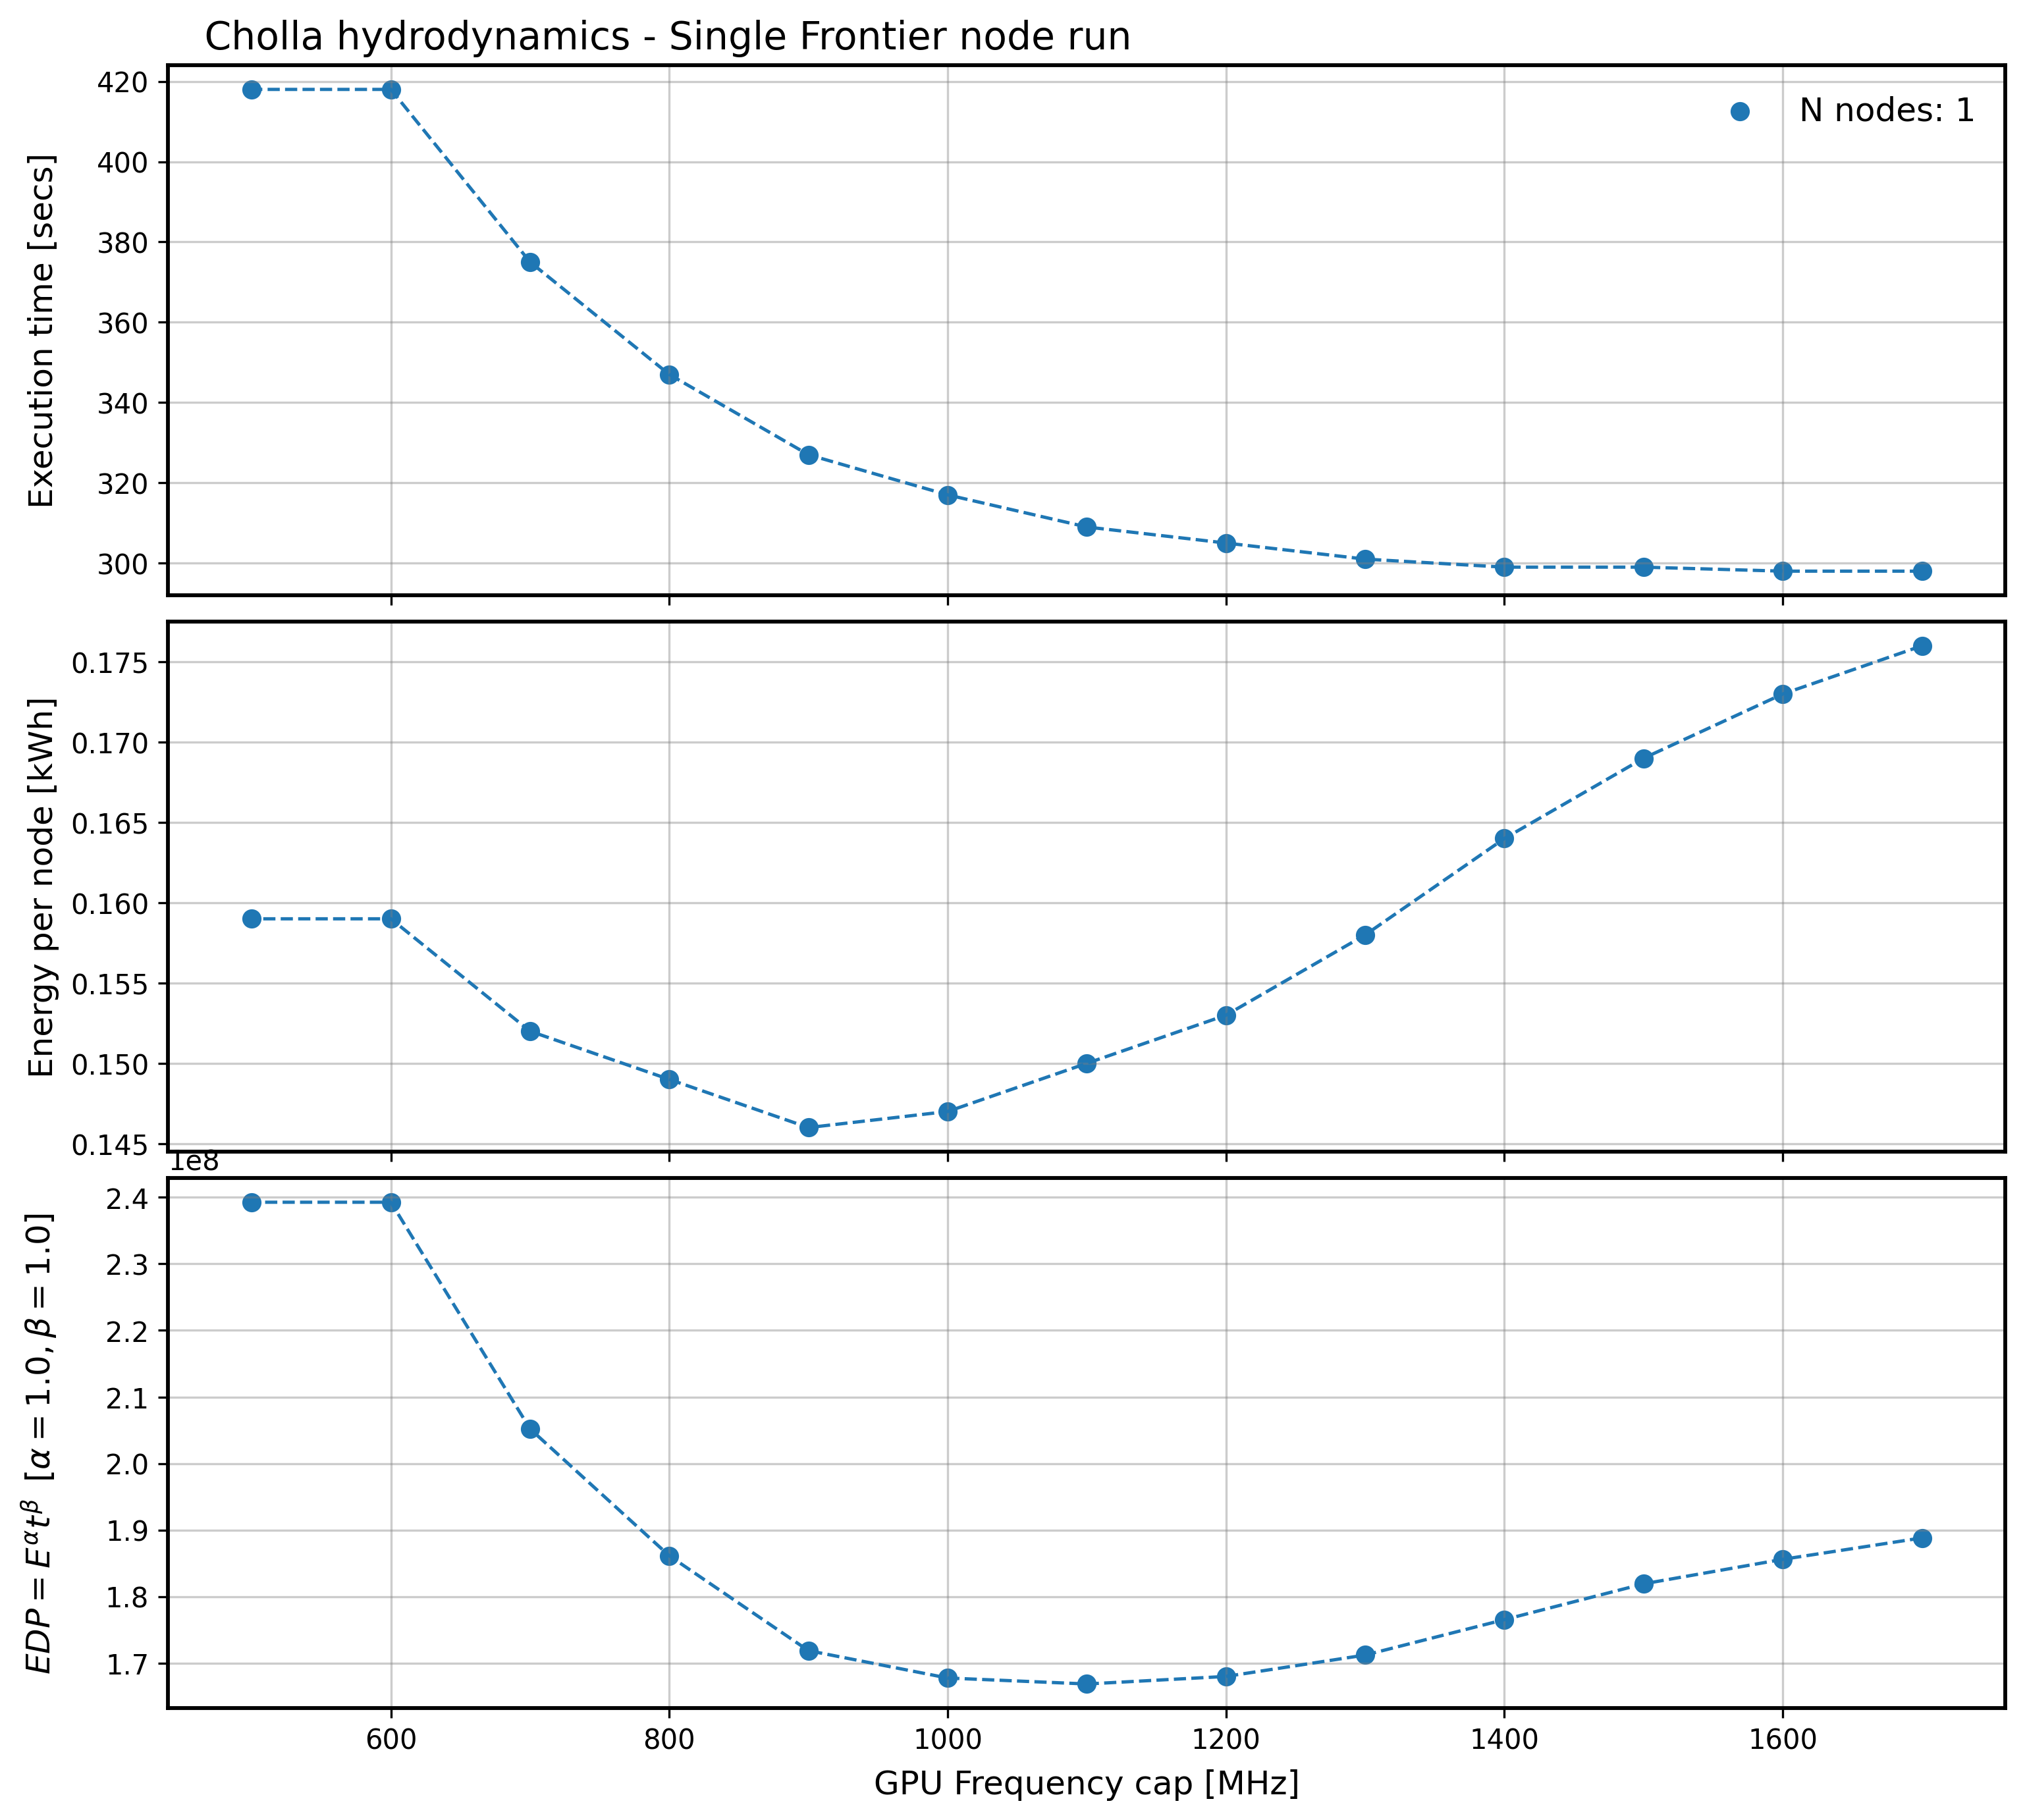 Cholla hydrodynamics - Single Frontier node run
420
400
380
360
340
320
300
Execution time [secs]
N nodes: 1
0.175
0.170
0.165
0.160
0.155
0.150
0.145
Energy per node [kWh]
1e8
2.4
2.3
2.2
2.1
2.0
1.9
1.8
1.7
EDP = E^α t^β [α = 1.0, β = 1.0]
600 800 1000 1200 1400 1600
GPU Frequency cap [MHz]